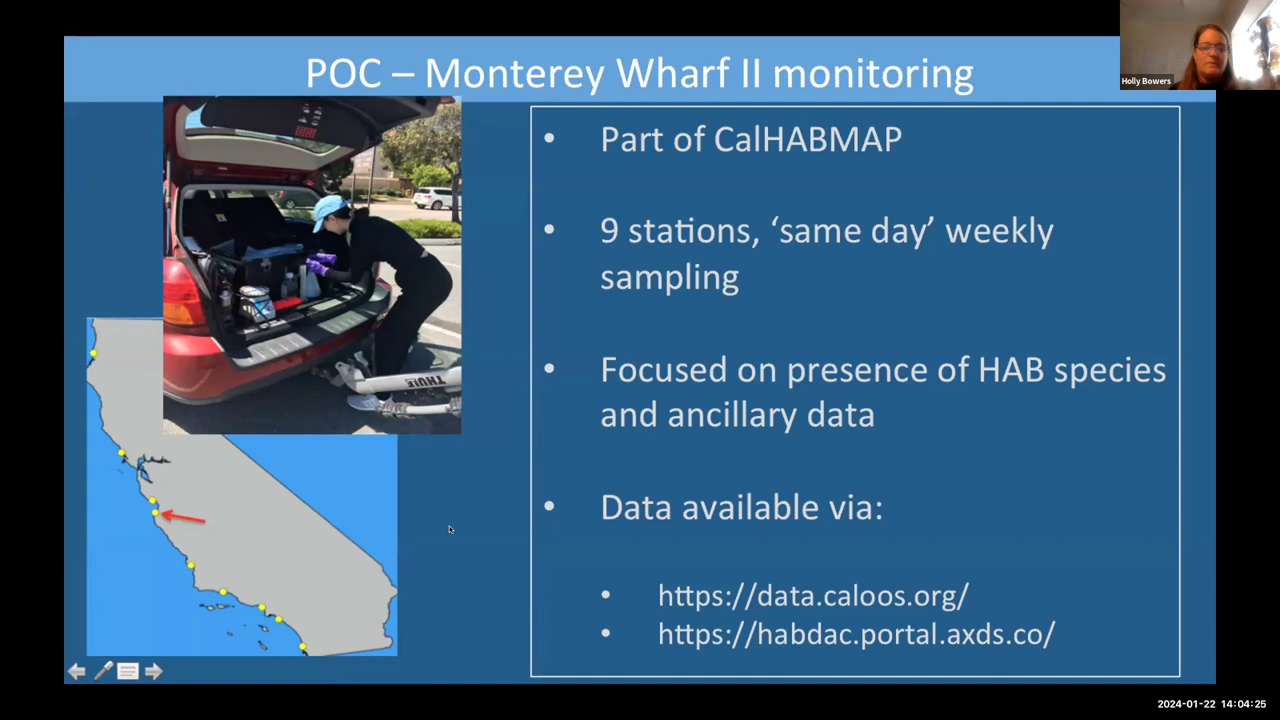 POC – Monterey Wharf II monitoring
Holly Bowers
• Part of CalHABMAP
• 9 stations, ‘same day’ weekly
sampling
• Focused on presence of HAB species
and ancillary data
• Data available via:
• https://data.caloos.org/
• https://habdac.portal.axds.co/
THULE
2024-01-22 14:04:25